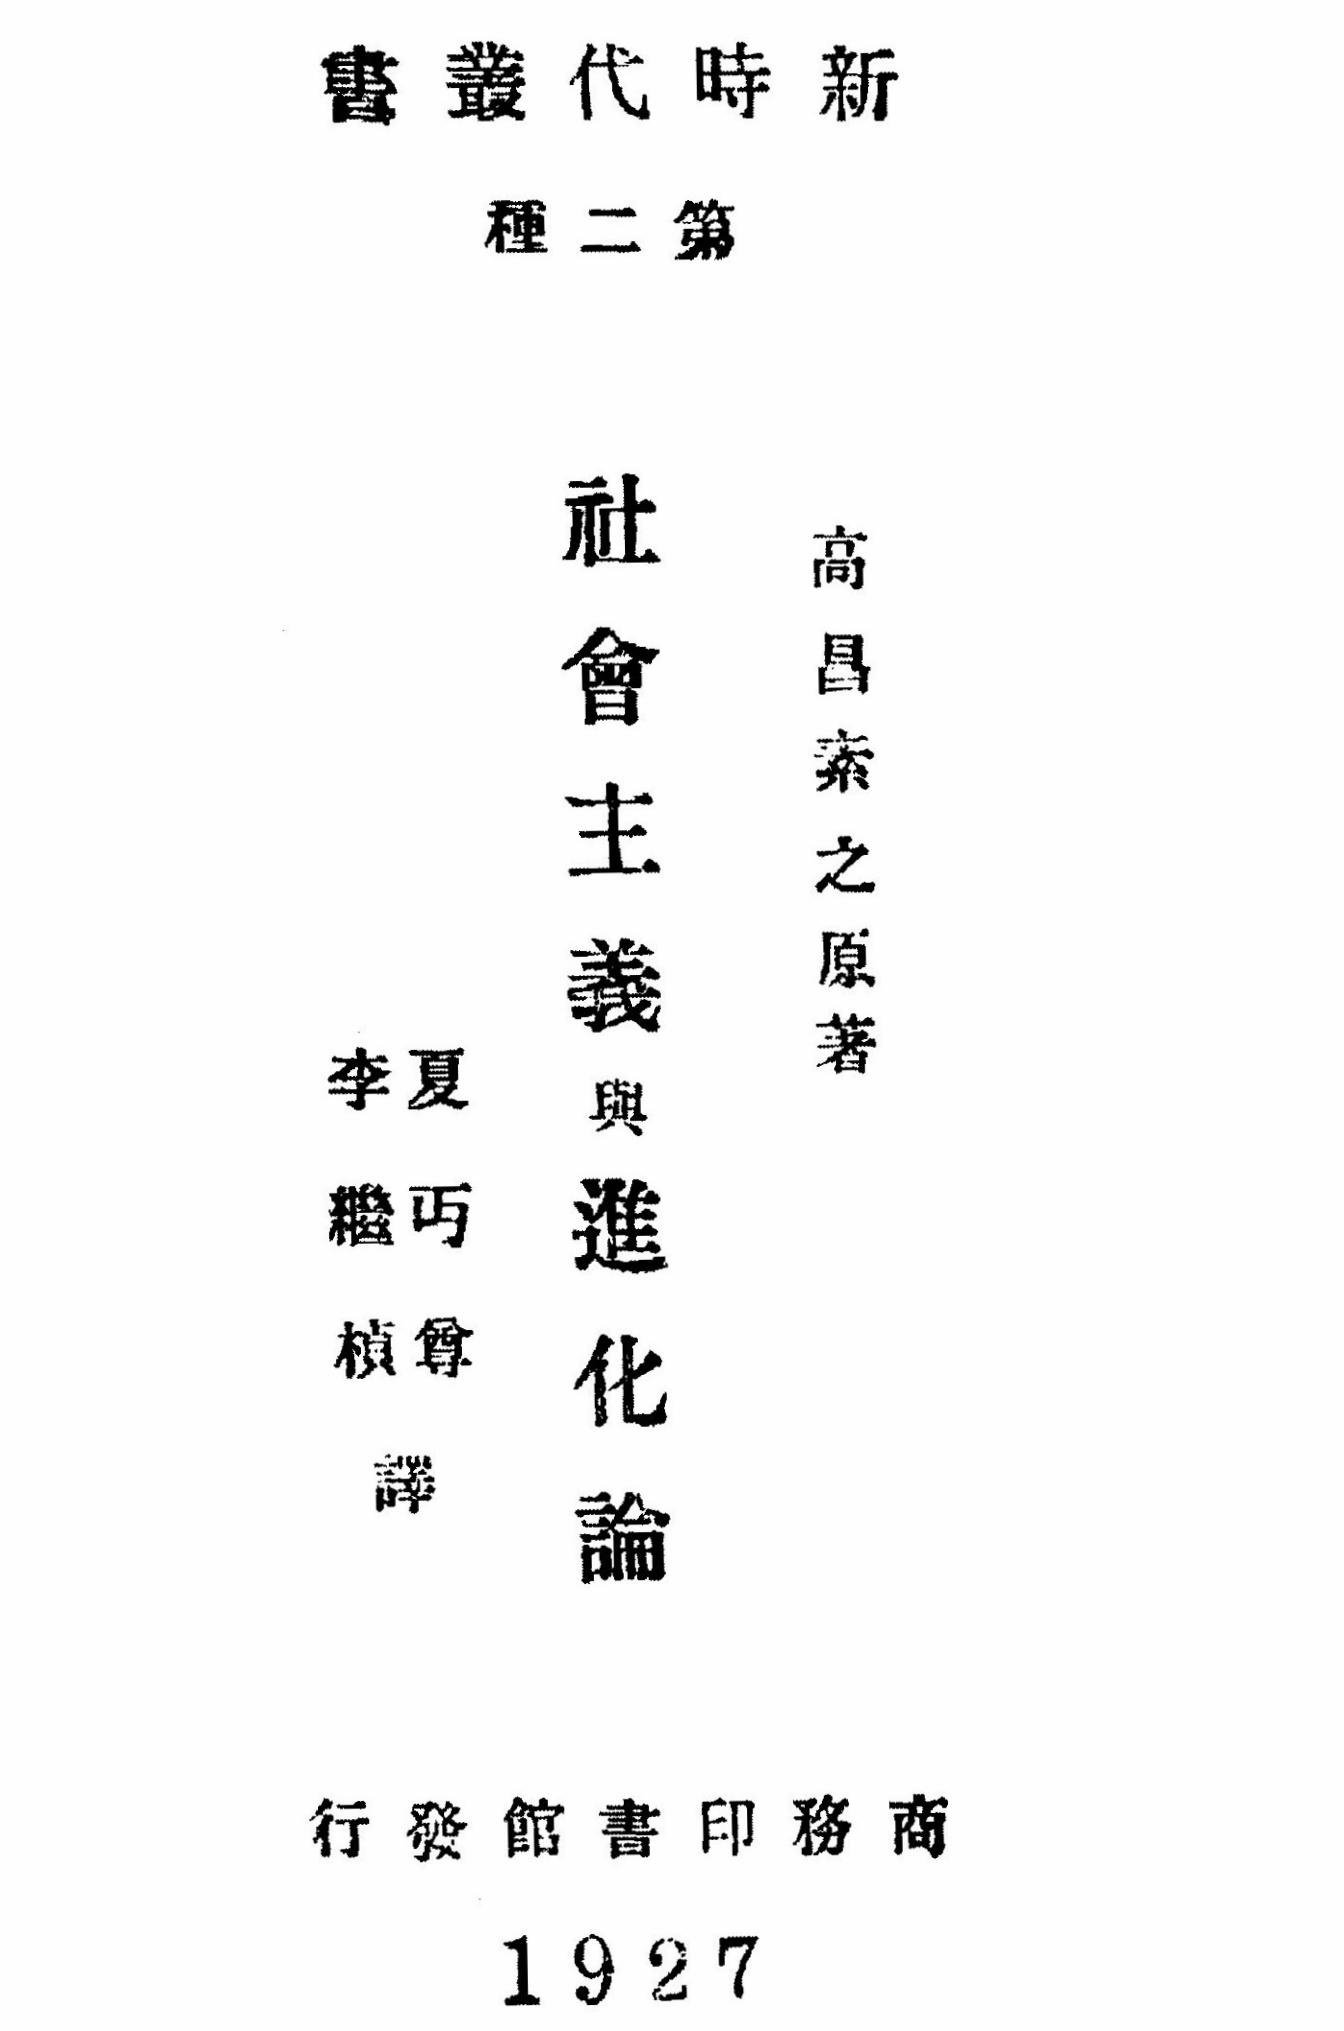 新時代叢書
第二種
高畠素之原著
社會主義與進化論
夏丏尊
李繼楨
譯
商務印書館發行
1927